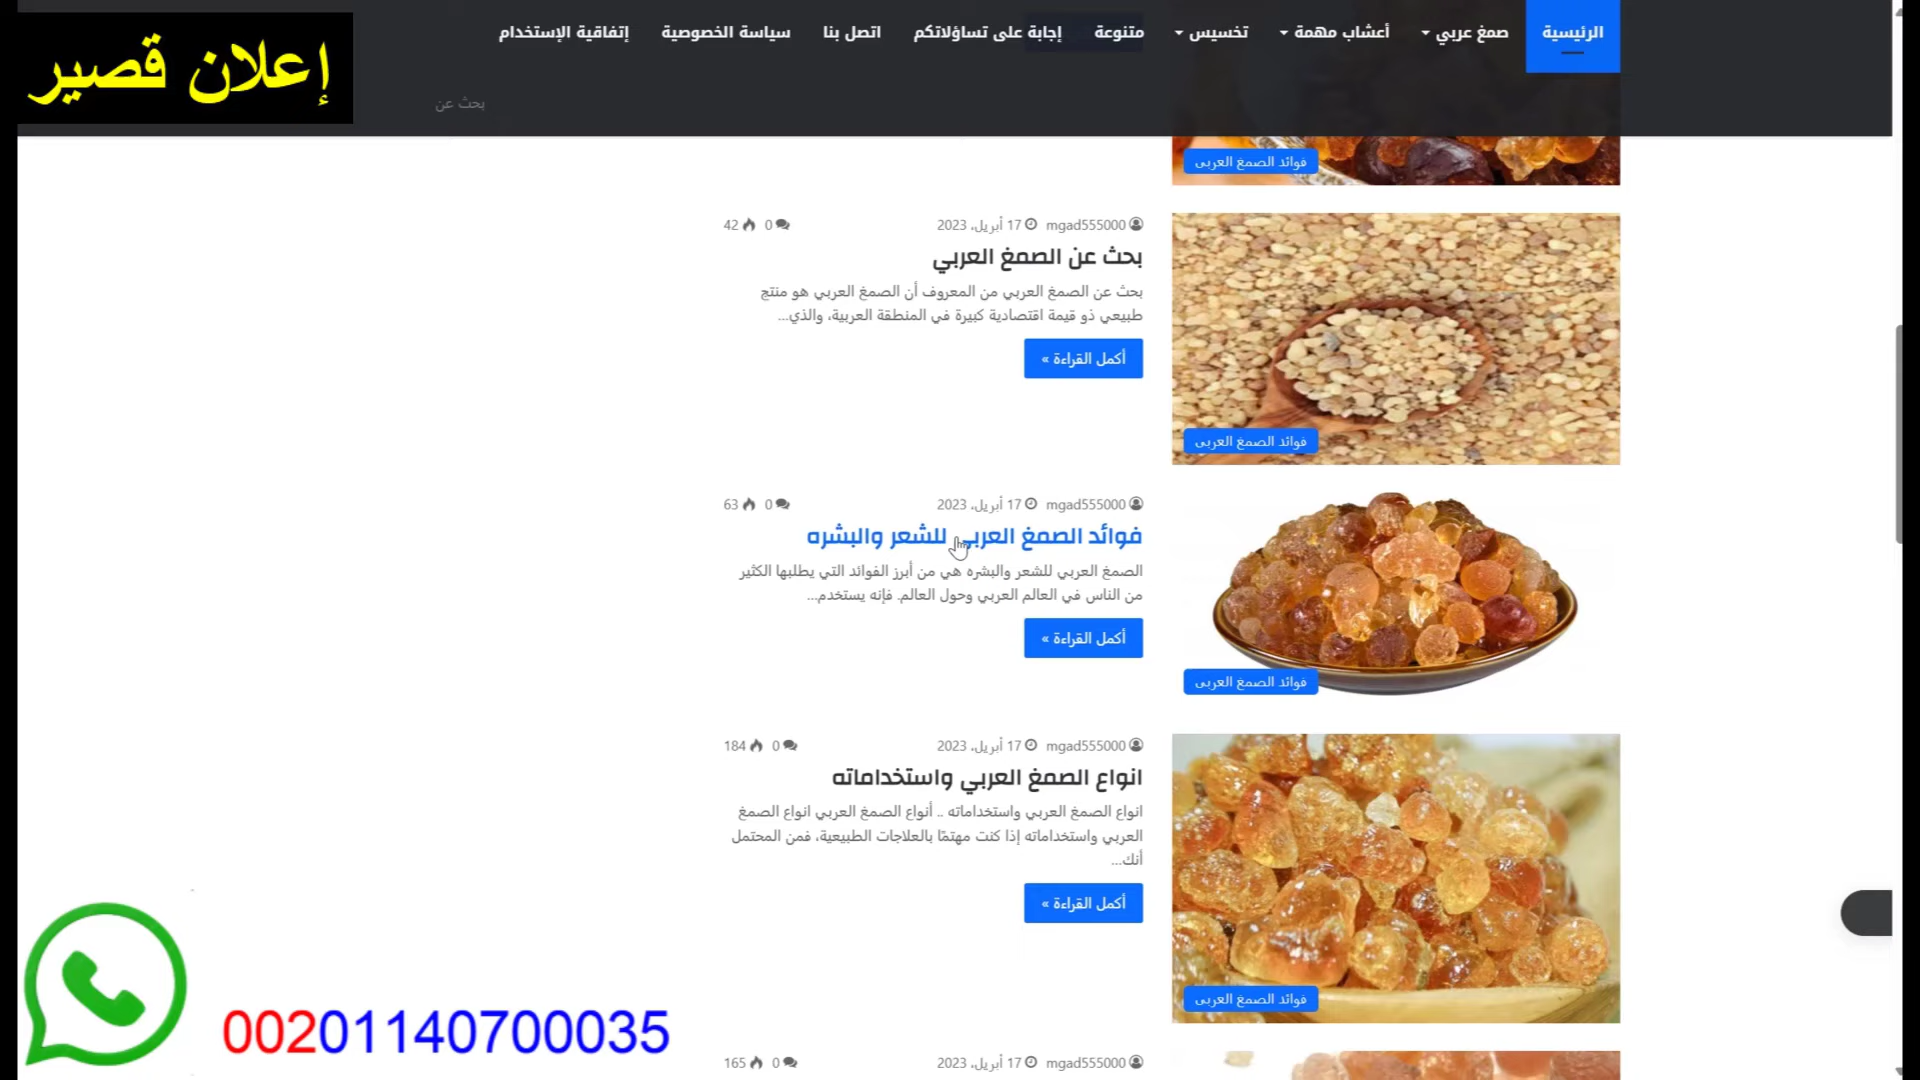 إعلان قصير
الرئيسية
صمغ عربي
أعشاب مهمة
تخسيس
متنوعة
إجابة على تساؤلاتكم
اتصل بنا
سياسة الخصوصية
إتفاقية الإستخدام
بحث عن
فوائد الصمغ العربى
mgad555000 17 أبريل، 2023 0 42
بحث عن الصمغ العربي
بحث عن الصمغ العربي من المعروف أن الصمغ العربي هو منتج
طبيعي ذو قيمة اقتصادية كبيرة في المنطقة العربية، والذي...
أكمل القراءة »
فوائد الصمغ العربى
mgad555000 17 أبريل، 2023 0 63
فوائد الصمغ العربي للشعر والبشره
الصمغ العربي للشعر والبشره هي من أبرز الفوائد التي يطلبها الكثير
من الناس في العالم العربي وحول العالم. فإنه يستخدم...
أكمل القراءة »
فوائد الصمغ العربى
mgad555000 17 أبريل، 2023 0 184
انواع الصمغ العربي واستخداماته
انواع الصمغ العربي واستخداماته .. أنواع الصمغ العربي انواع الصمغ
العربي واستخداماته إذا كنت مهتمًا بالعلاجات الطبيعية، فمن المحتمل
أنك...
أكمل القراءة »
فوائد الصمغ العربى
mgad555000 17 أبريل، 2023 0 165
00201140700035